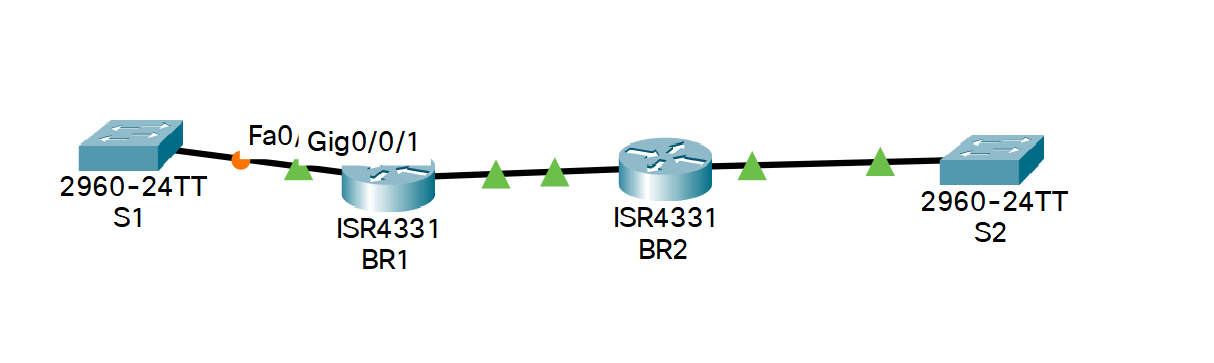 Fa0/
Gig0/0/1
2960-24TT
S1
ISR4331
BR1
ISR4331
BR2
2960-24TT
S2